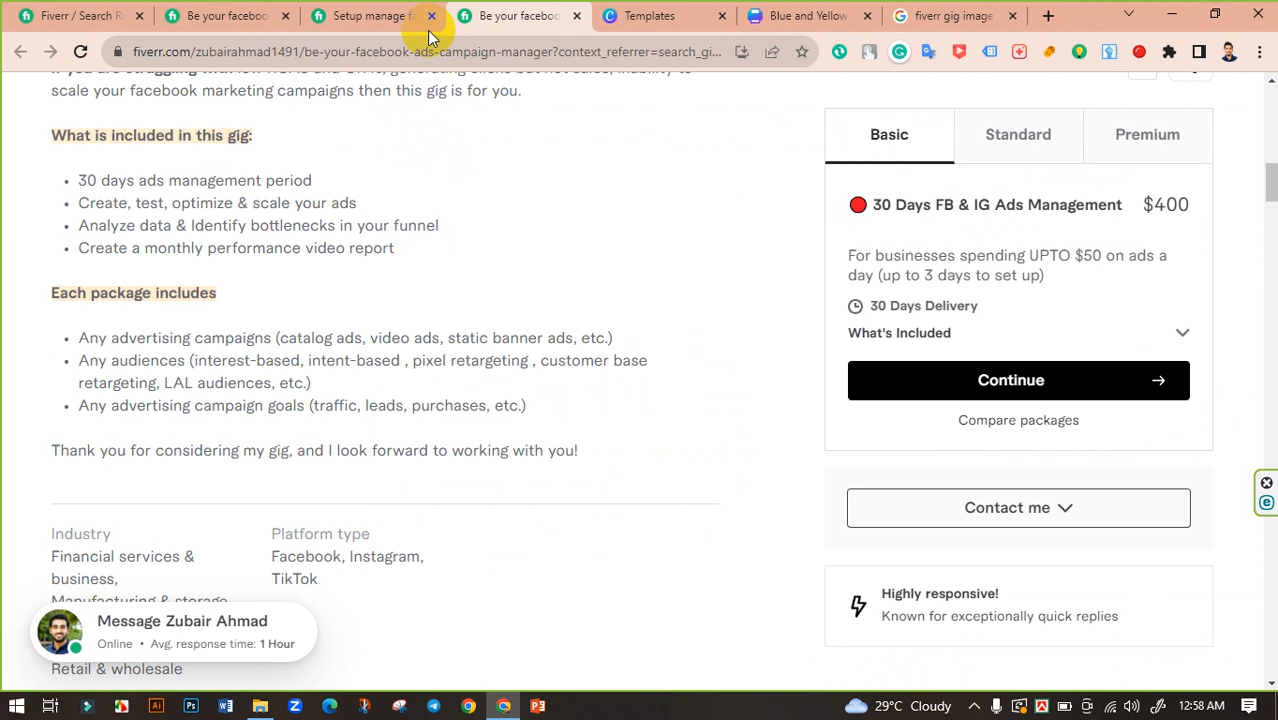 Fiverr / Search R
Be your facebo
Setup manage f
Be your faceboo
Templates
Blue and Yellow
fiverr gig image
fiverr.com/zubairahmad1491/be-your-facebook-ads-campaign-manager?context_referrer=search_gi...
scale your facebook marketing campaigns then this gig is for you.
What is included in this gig:
30 days ads management period
Create, test, optimize & scale your ads
Analyze data & Identify bottlenecks in your funnel
Create a monthly performance video report
Each package includes
Any advertising campaigns (catalog ads, video ads, static banner ads, etc.)
Any audiences (interest-based, intent-based , pixel retargeting , customer base
retargeting, LAL audiences, etc.)
Any advertising campaign goals (traffic, leads, purchases, etc.)
Thank you for considering my gig, and I look forward to working with you!
Industry
Financial services &
business,
Manufacturing & storage
Retail & wholesale
Platform type
Facebook, Instagram,
TikTok
Message Zubair Ahmad
Online • Avg. response time: 1 Hour
Basic
Standard
Premium
30 Days FB & IG Ads Management $400
For businesses spending UPTO $50 on ads a
day (up to 3 days to set up)
30 Days Delivery
What's Included
Continue
Compare packages
Contact me
Highly responsive!
Known for exceptionally quick replies
29°C Cloudy
12:58 AM